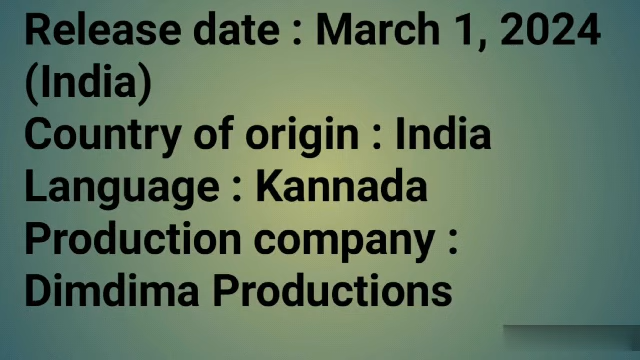 Release date : March 1, 2024
(India)
Country of origin : India
Language : Kannada
Production company :
Dimdima Productions